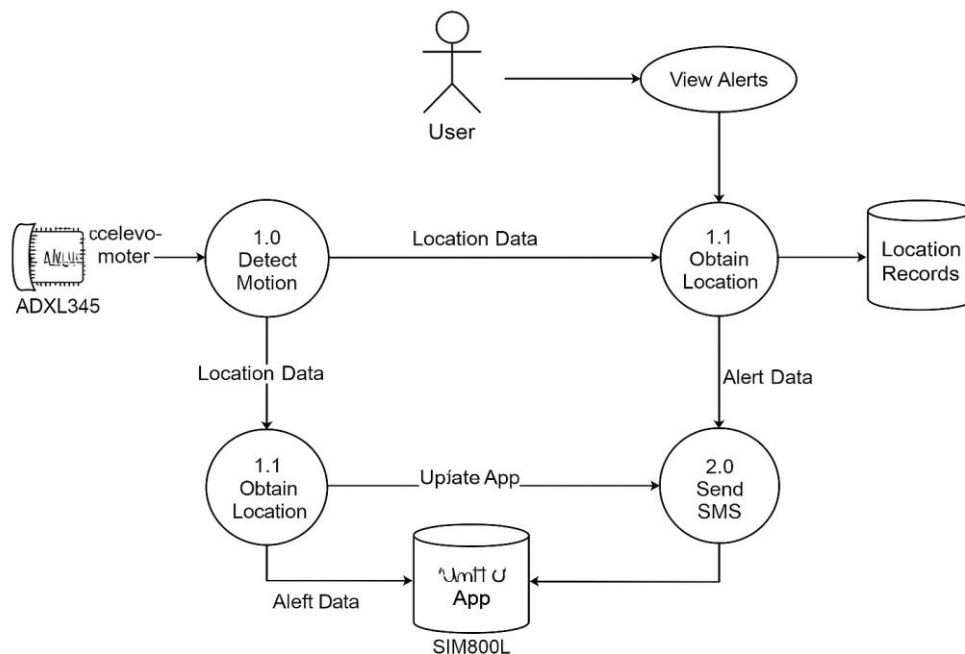 View Alerts
User
ccelevo-
moter
ADXL345
1.0
Detect
Motion
Location Data
1.1
Obtain
Location
Location
Records
Location Data
Alert Data
1.1
Obtain
Location
Update App
2.0
Send
SMS
Aleft Data
App
SIM800L